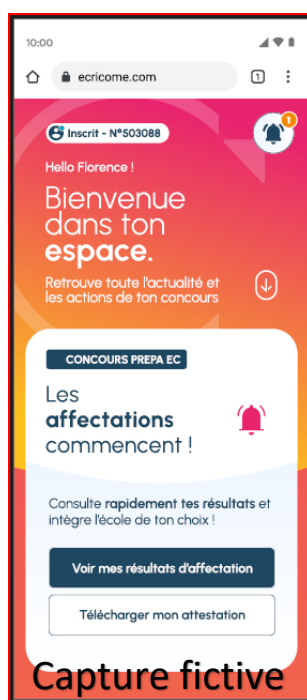 10:00
ecricome.com
1
Inscrit - N°503088
1
Hello Florence !
Bienvenue
dans ton
espace.
Retrouve toute l'actualité et
les actions de ton concours
CONCOURS PREPA EC
Les
affectations
commencent !
Consulte rapidement tes résultats et
intègre l'école de ton choix !
Voir mes résultats d'affectation
Télécharger mon attestation
Capture fictive